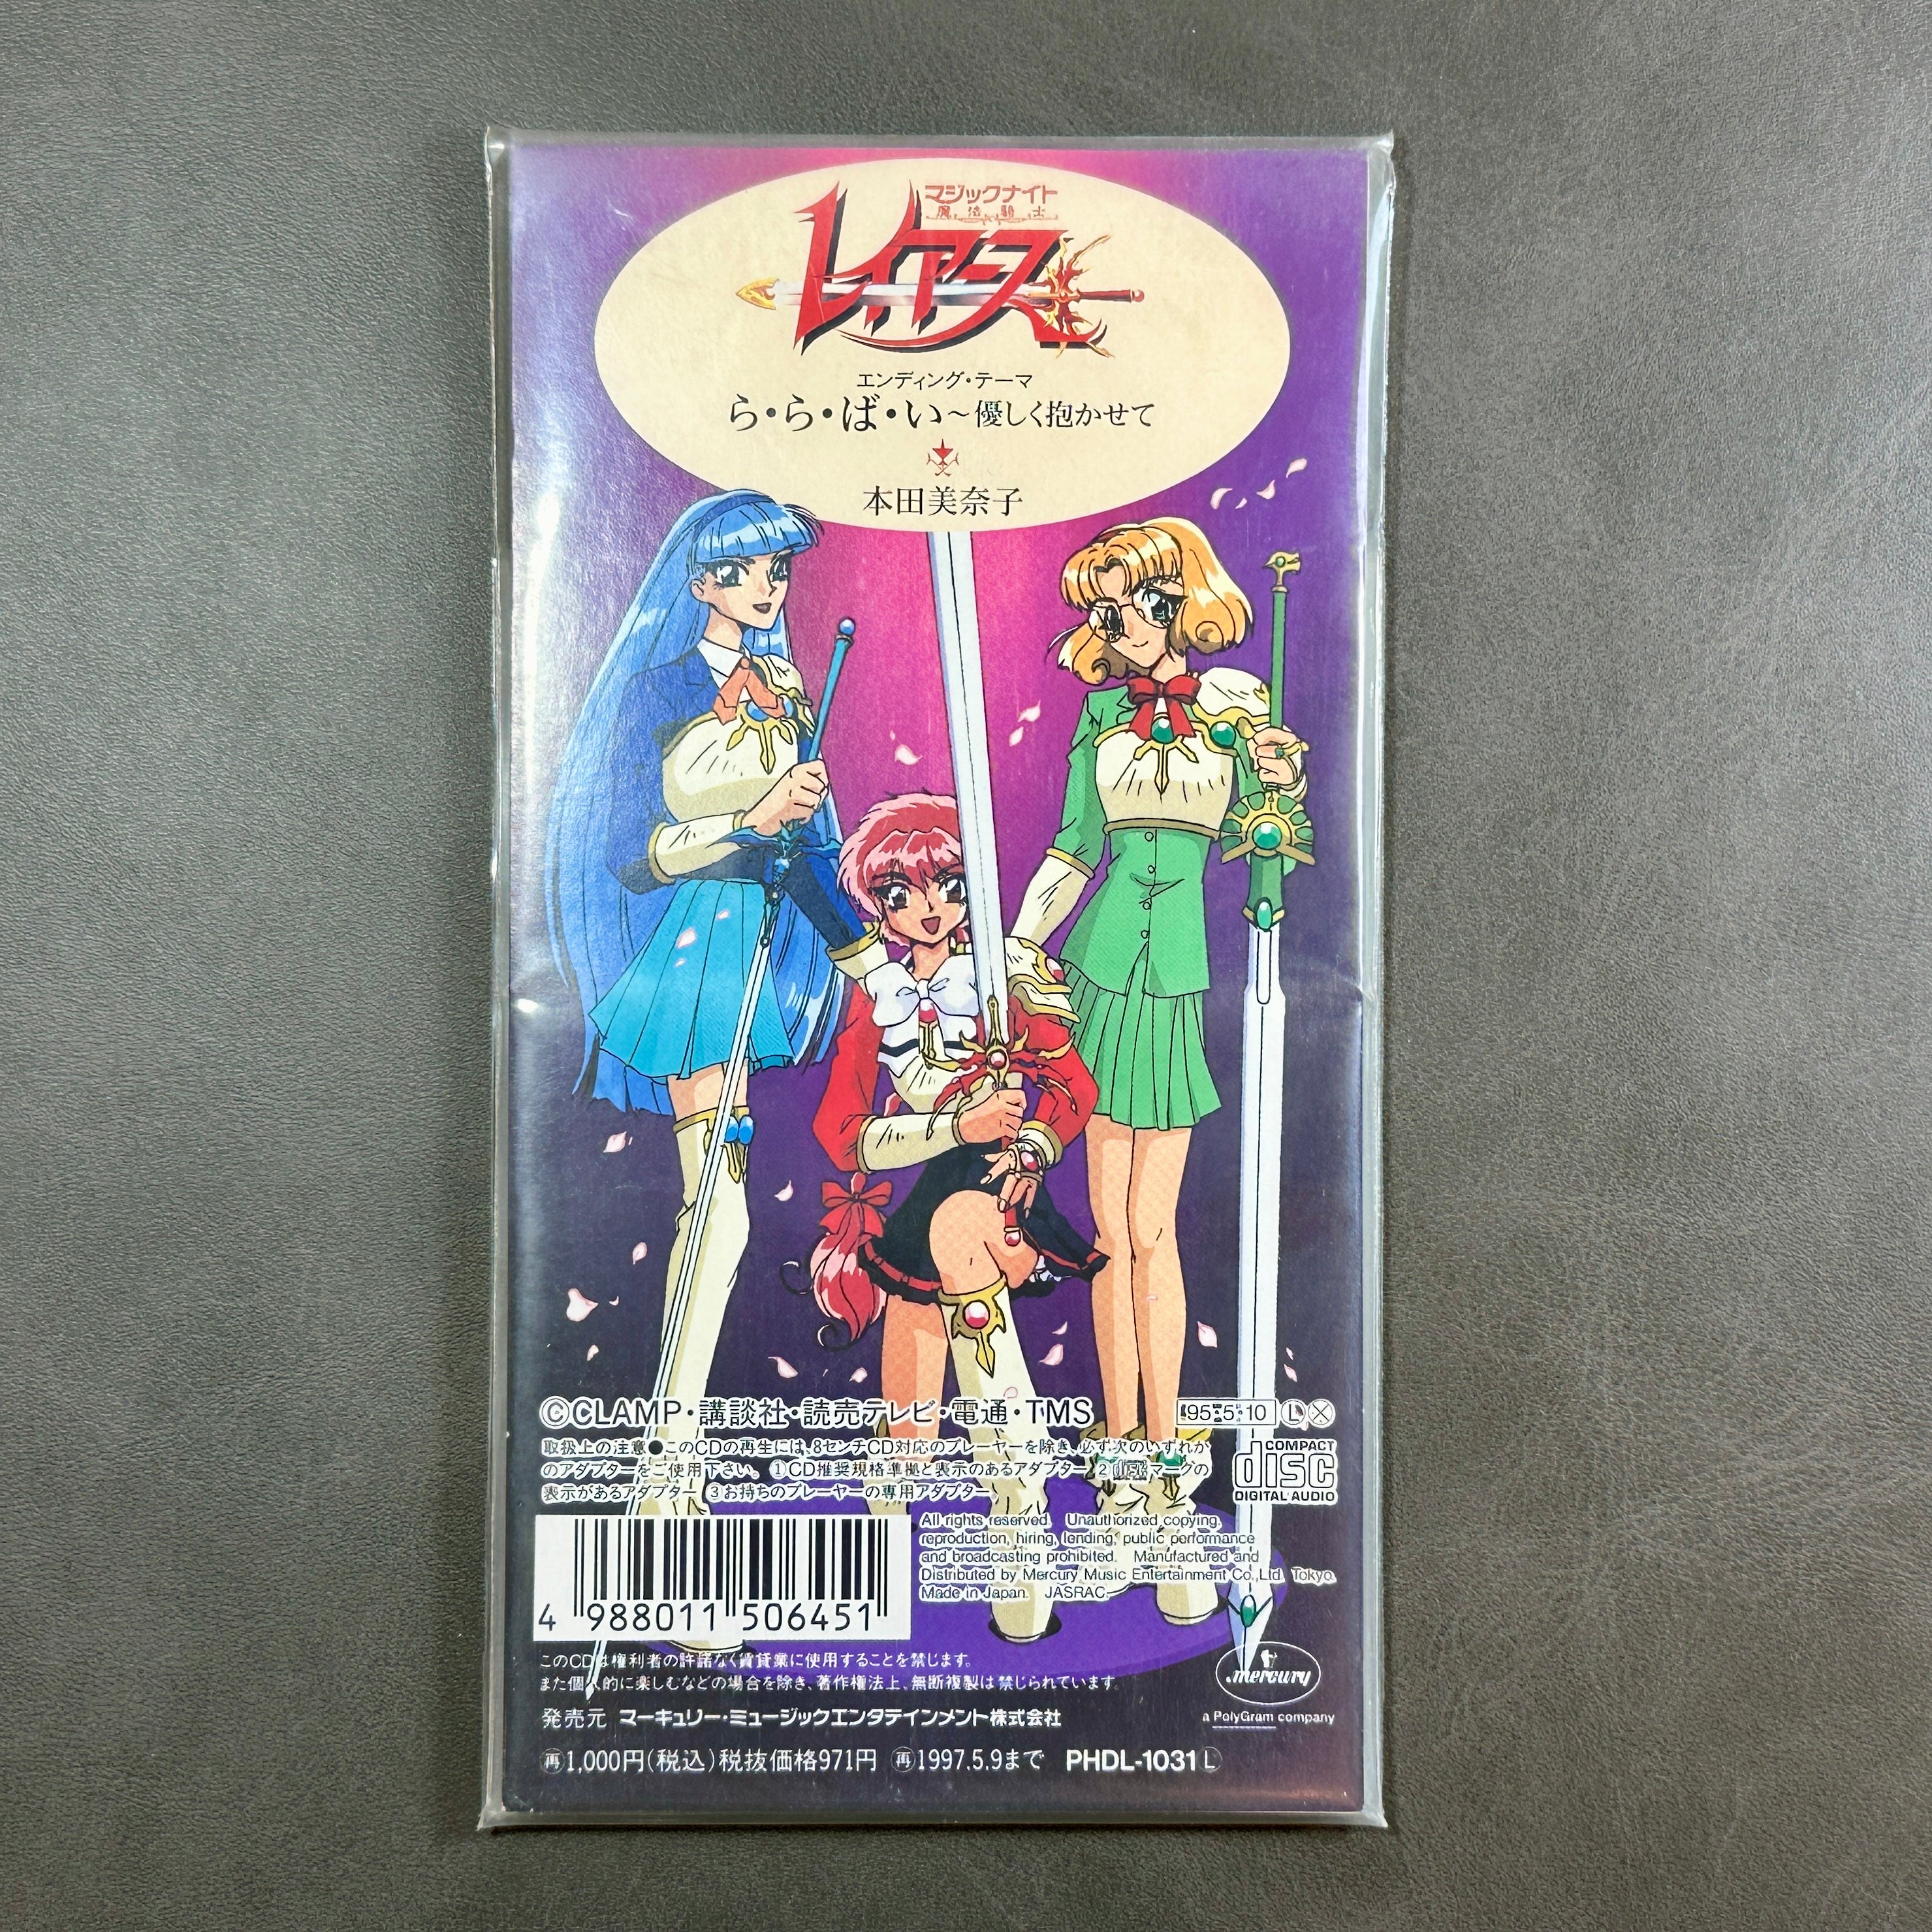 マジックナイト
魔法騎士
レイアース
エンディング・テーマ
ら・ら・ば・い～優しく抱かせて
本田美奈子
©CLAMP・講談社・読売テレビ・電通・TMS
95・5・10 Ⓛ Ⓧ
取扱上の注意●このCDの再生には、8センチCD対応のプレーヤーを除き、必ず次のいずれか
のアダプターをご使用下さい。 ①CD推奨規格準拠と表示のあるアダプター ②マークの
表示があるアダプター ③お持ちのプレーヤーの専用アダプター
COMPACT
disc
DIGITAL AUDIO
All rights reserved. Unauthorized copying,
reproduction, hiring, lending, public performance
and broadcasting prohibited. Manufactured and
Distributed by Mercury Music Entertainment Co.,Ltd. Tokyo.
Made in Japan. JASRAC
4 988011 506451
このCDは権利者の許諾なく賃貸業に使用することを禁じます。
また個人的に楽しむなどの場合を除き、著作権法上、無断複製は禁じられています。
mercury
発売元 マーキュリー・ミュージックエンタテインメント株式会社
a PolyGram company
㊢1,000円(税込)税抜価格971円 再1997.5.9まで PHDL-1031 Ⓛ